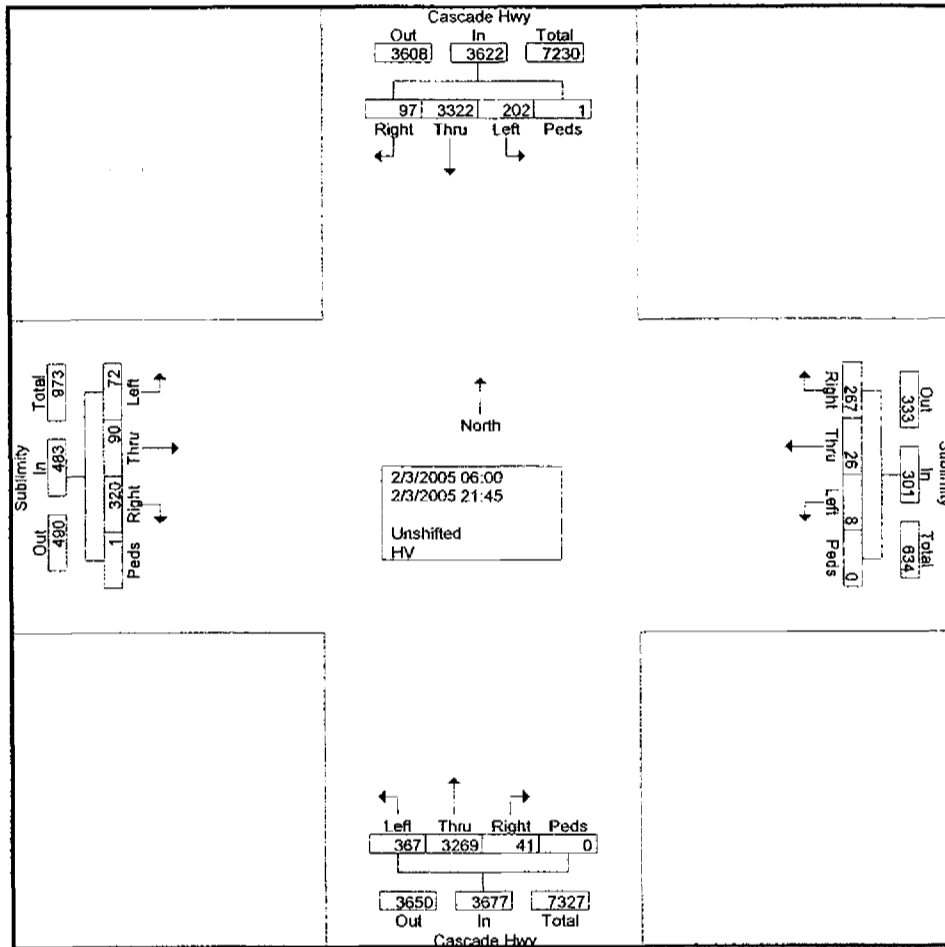 Cascade Hwy
Out In Total
3608 3622 7230
97 3322 202 1
Right Thru Left Peds
Sublimity
Total In Out
973 483 490
72 90 320 1
Left Thru Right Peds
North
2/3/2005 06:00
2/3/2005 21:45
Unshifted
HV
Right Thru Left Peds
267 26 8 0
Out In Total
333 301 634
Sublimity
Left Thru Right Peds
367 3269 41 0
3650 3677 7327
Out In Total
Cascade Hwy